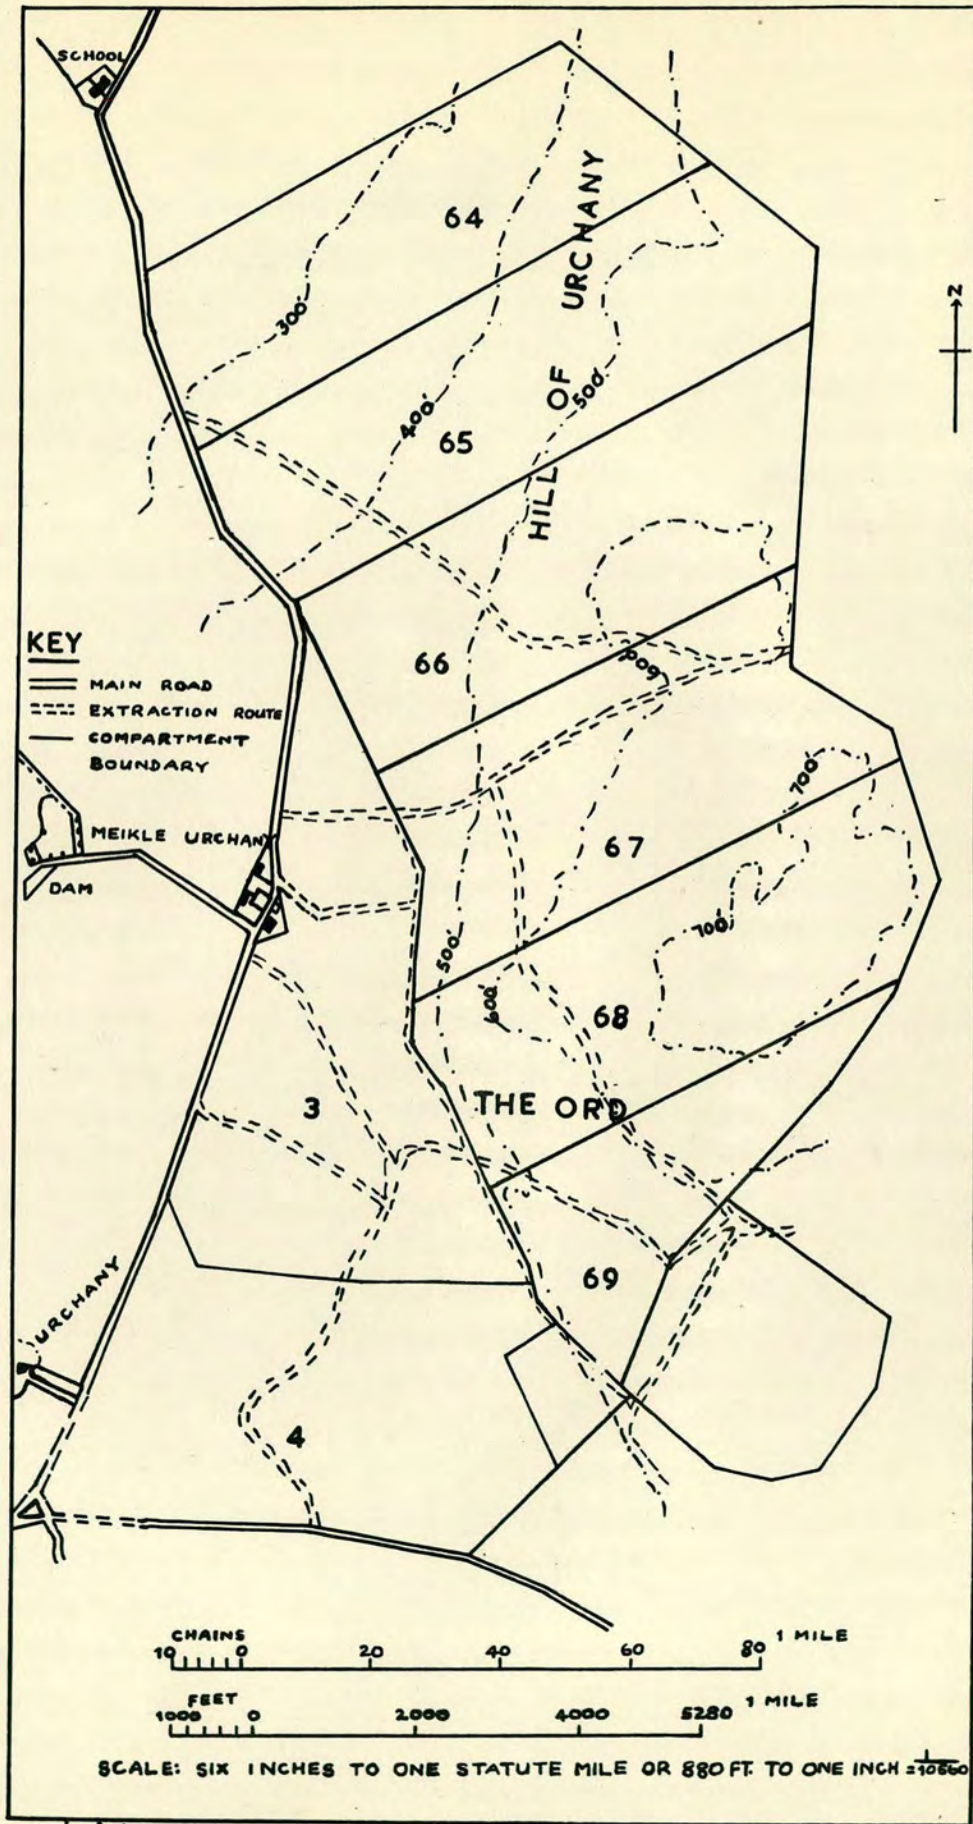 SCHOOL
64
HILL OF URCHANY
N
300'
400'
500'
65
KEY
MAIN ROAD
EXTRACTION ROUTE
COMPARTMENT
BOUNDARY
66
600'
700'
MEIKLE URCHANY
67
DAM
700'
500'
600'
68
3
THE ORD
69
URCHANY
4
CHAINS
10 0 20 40 60 80 1 MILE
FEET
1000 0 2000 4000 5280 1 MILE
SCALE: SIX INCHES TO ONE STATUTE MILE OR 880 FT. TO ONE INCH = 1/10560